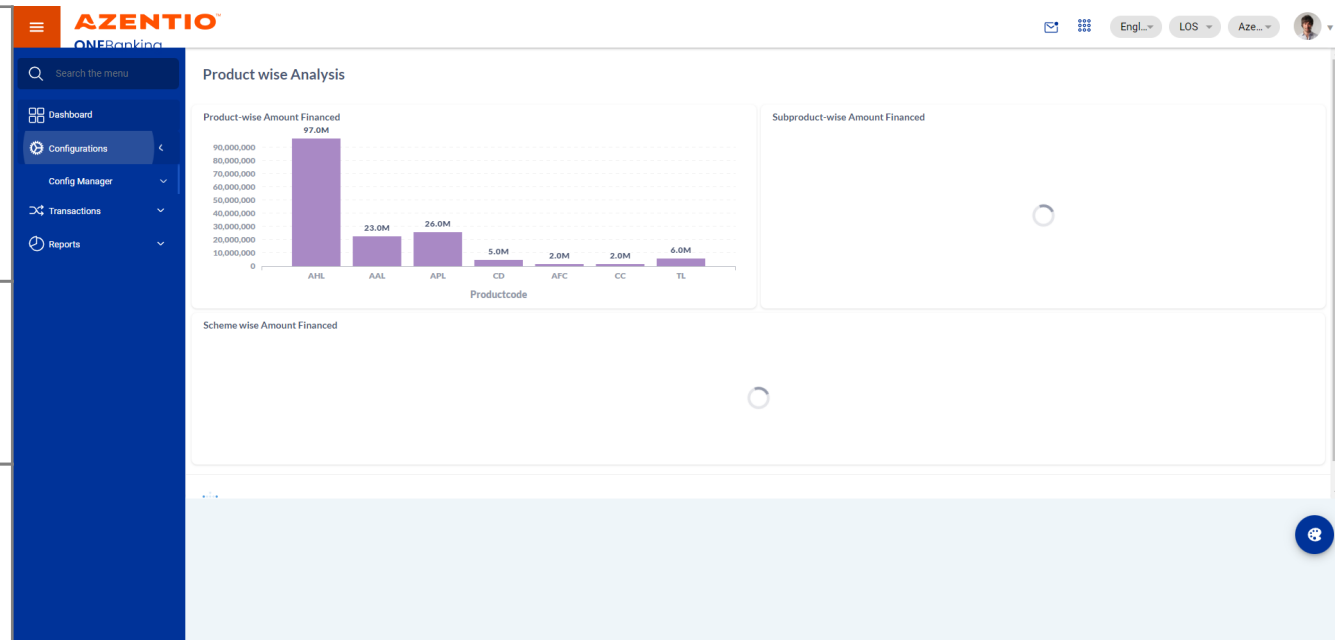 AZENTIO
ONEBanking
Engl...
LOS
Aze...
Search the menu
Dashboard
Configurations
Config Manager
Transactions
Reports
Product wise Analysis
Product-wise Amount Financed
97.0M
90,000,000
80,000,000
70,000,000
60,000,000
50,000,000
40,000,000
30,000,000
20,000,000
10,000,000
0
23.0M
26.0M
5.0M
2.0M
2.0M
6.0M
AHL AAL APL CD AFC CC TL
Productcode
Subproduct-wise Amount Financed
Scheme wise Amount Financed